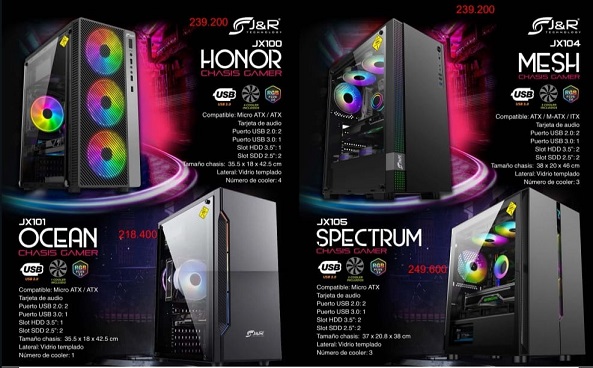 239.200
J&R
TECHNOLOGY
JX100
HONOR
CHASIS GAMER
USB
RGB
Compatible: Micro ATX / ATX
Tarjeta de audio
Puerto USB 2.0: 2
Puerto USB 3.0: 1
Slot HDD 3.5": 1
Slot SDD 2.5": 2
Tamaño chasis: 35.5 x 18 x 42.5 cm
Lateral: Vidrio templado
Número de cooler: 4
239.200
J&R
TECHNOLOGY
JX104
MESH
CHASIS GAMER
USB
RGB
Compatible: ATX / M-ATX / ITX
Tarjeta de audio
Puerto USB 2.0: 2
Puerto USB 3.0: 1
Slot HDD 3.5": 1
Slot SDD 2.5": 2
Tamaño chasis: 38 x 20 x 46 cm
Lateral: Vidrio templado
Número de cooler: 3
JX101
OCEAN
218.400
CHASIS GAMER
USB
RGB
Compatible: Micro ATX / ATX
Tarjeta de audio
Puerto USB 2.0: 2
Puerto USB 3.0: 1
Slot HDD 3.5": 1
Slot SDD 2.5": 2
Tamaño chasis: 35.5 x 18 x 42.5 cm
Lateral: Vidrio templado
Número de cooler: 1
J&R
JX105
SPECTRUM
CHASIS GAMER
249.600
USB
RGB
Compatible: Micro ATX
Tarjeta de audio
Puerto USB 2.0: 2
Puerto USB 3.0: 1
Slot HDD 3.5": 2
Slot SDD 2.5": 2
Tamaño chasis: 37 x 20.8 x 38 cm
Lateral: Vidrio templado
Número de cooler: 3